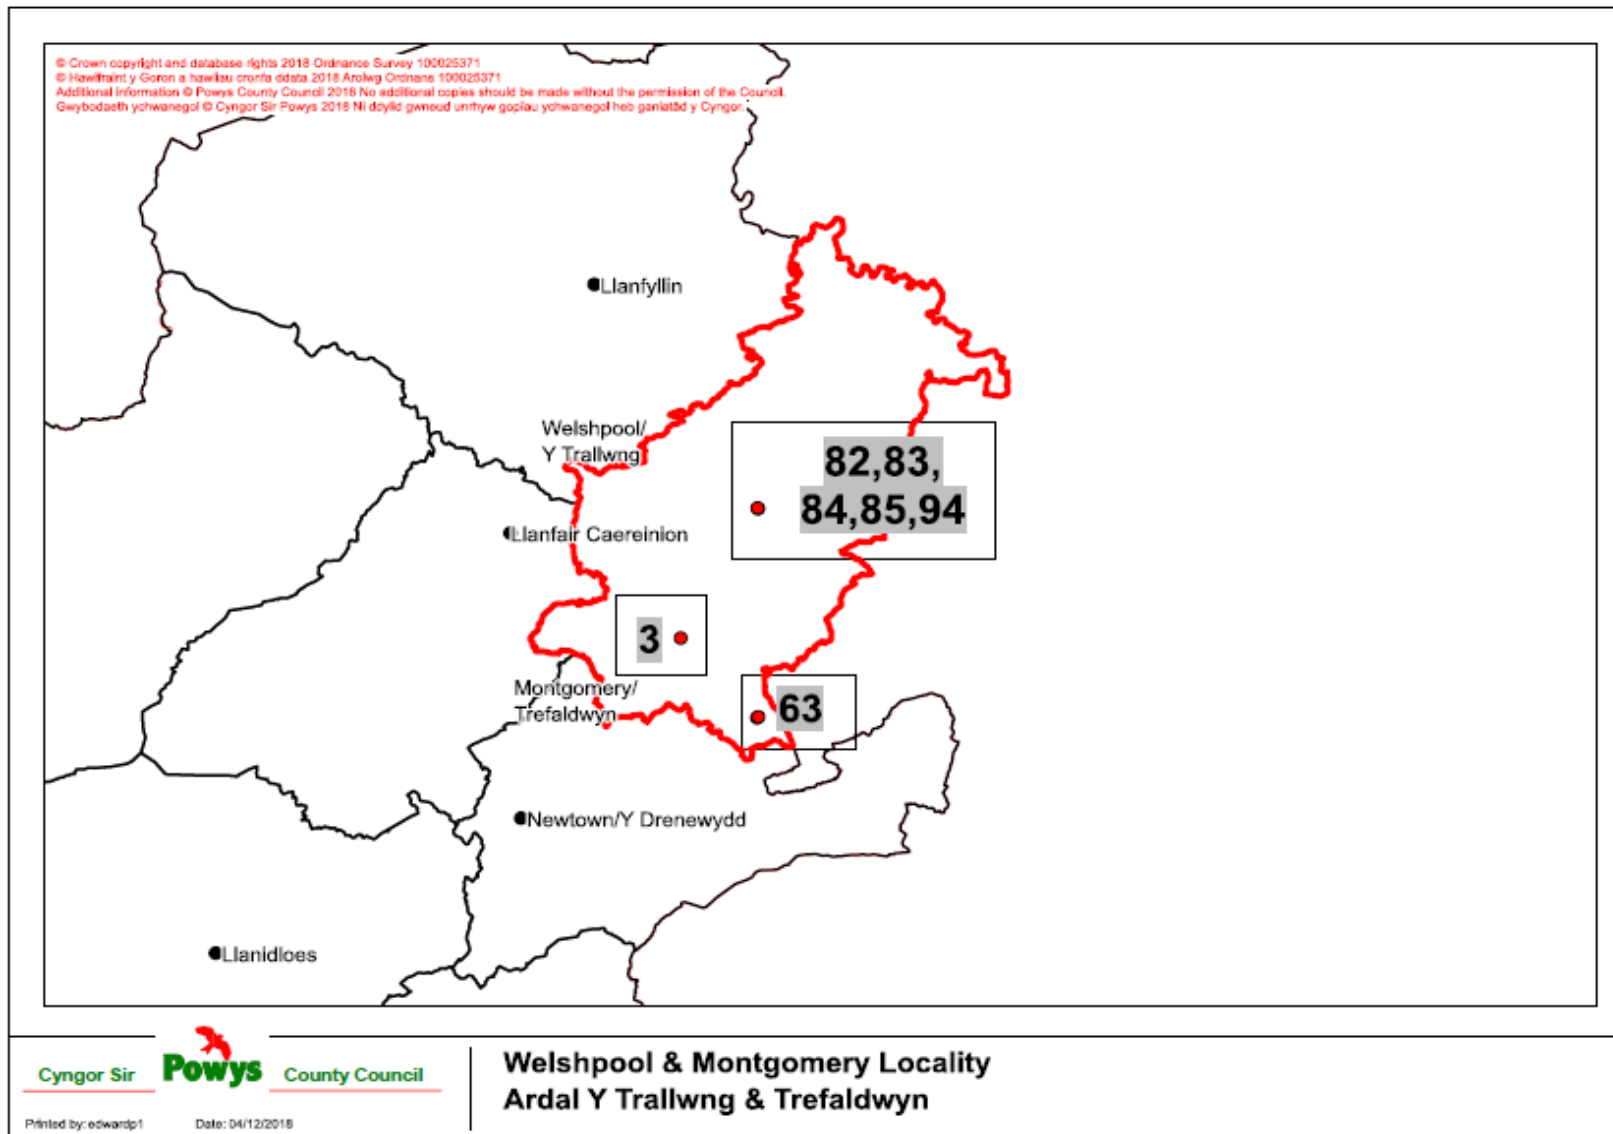 © Crown copyright and database rights 2018 Ordnance Survey 100025371
© Hawlfraint y Goron a hawliau cronfa ddata 2018 Arolwg Ordnans 100025371
Additional information © Powys County Council 2018 No additional copies should be made without the permission of the Council.
Gwybodaeth ychwanegol © Cyngor Sir Powys 2018 Ni ddylid gwneud unrhyw gopïau ychwanegol heb ganiatâd y Cyngor.
Llanfyllin
Welshpool/
Y Trallwng
82,83,
84,85,94
Llanfair Caereinion
3
Montgomery/
Trefaldwyn
63
Newtown/Y Drenewydd
Llanidloes
Cyngor Sir Powys County Council
Printed by: edwardp1 Date: 04/12/2018
Welshpool & Montgomery Locality
Ardal Y Trallwng & Trefaldwyn